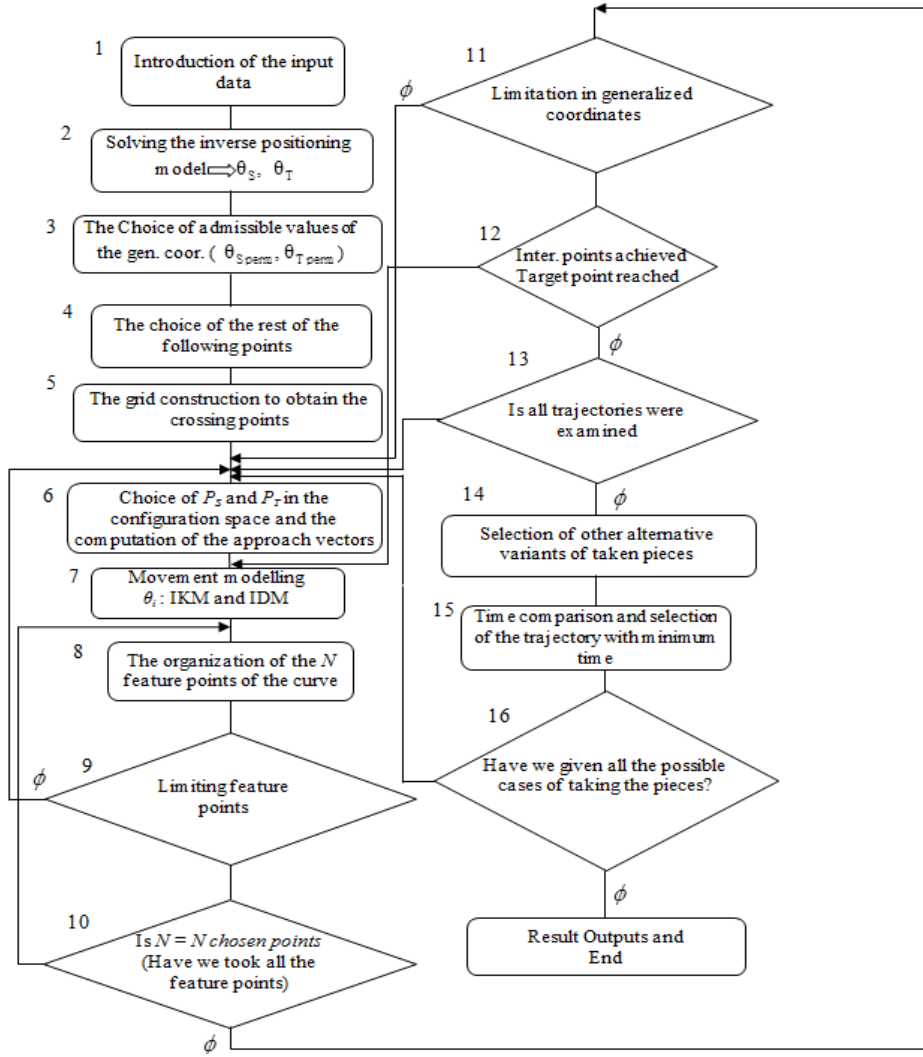 1
Introduction of the input
data
2
Solving the inverse positioning
model⇒θS, θT
3
The Choice of admissible values of
the gen. coor. ( θS perm, θT perm )
4
The choice of the rest of the
following points
5
The grid construction to obtain the
crossing points
6
Choice of PS and PT in the
configuration space and the
computation of the approach vectors
7
Movement modelling
θi : IKM and IDM
8
The organization of the N
feature points of the curve
9
ϕ
Limiting feature
points
10
Is N = N chosen points
(Have we took all the
feature points)
ϕ
11
ϕ
Limitation in generalized
coordinates
12
Inter. points achieved
Target point reached
ϕ
13
Is all trajectories were
examined
ϕ
14
Selection of other alternative
variants of taken pieces
15
Time comparison and selection
of the trajectory with minimum
time
16
Have we given all the possible
cases of taking the pieces?
ϕ
Result Outputs and
End